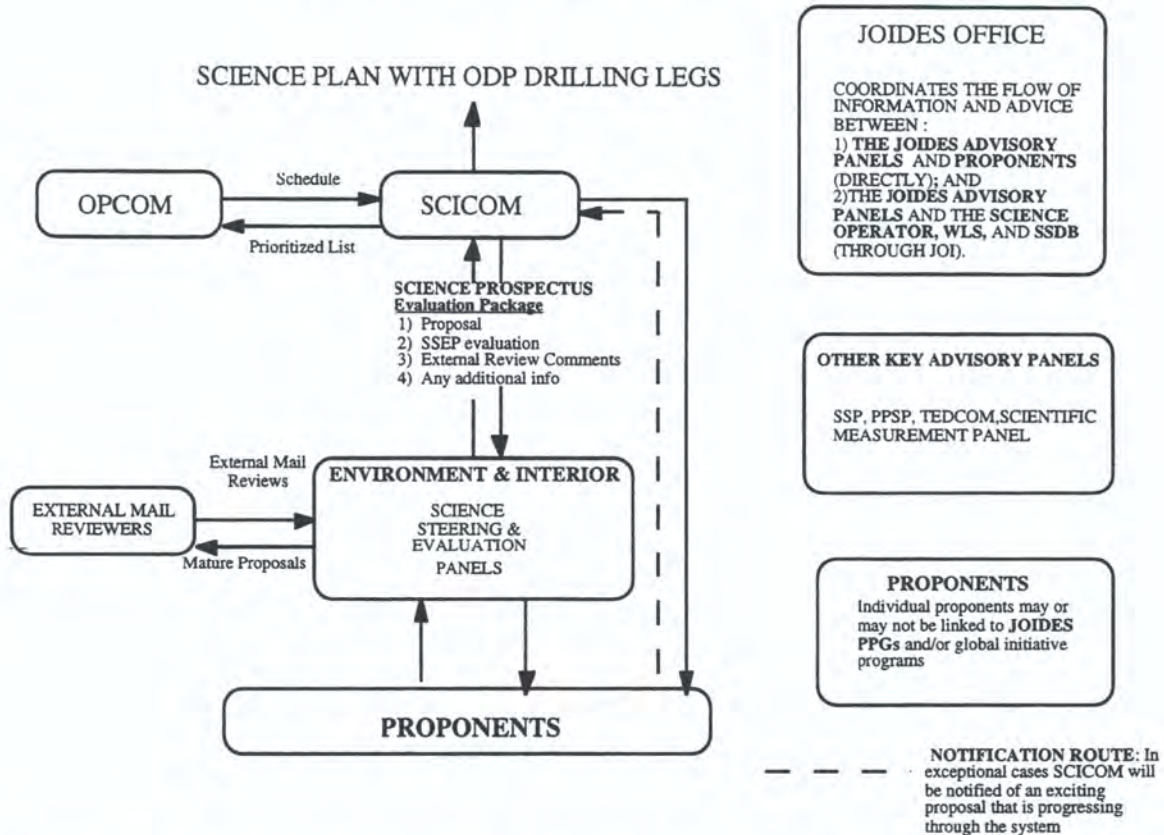 SCIENCE PLAN WITH ODP DRILLING LEGS
OPCOM
Schedule
Prioritized List
SCICOM
SCIENCE PROSPECTUS
Evaluation Package
1) Proposal
2) SSEP evaluation
3) External Review Comments
4) Any additional info
EXTERNAL MAIL
REVIEWERS
External Mail
Reviews
Mature Proposals
ENVIRONMENT & INTERIOR
SCIENCE
STEERING &
EVALUATION
PANELS
PROPONENTS
JOIDES OFFICE
COORDINATES THE FLOW OF
INFORMATION AND ADVICE
BETWEEN :
1) THE JOIDES ADVISORY
PANELS AND PROPONENTS
(DIRECTLY); AND
2)THE JOIDES ADVISORY
PANELS AND THE SCIENCE
OPERATOR, WLS, AND SSDB
(THROUGH JOI).
OTHER KEY ADVISORY PANELS
SSP, PPSP, TEDCOM,SCIENTIFIC
MEASUREMENT PANEL
PROPONENTS
Individual proponents may or
may not be linked to JOIDES
PPGs and/or global initiative
programs
NOTIFICATION ROUTE: In
exceptional cases SCICOM will
be notified of an exciting
proposal that is progressing
through the system